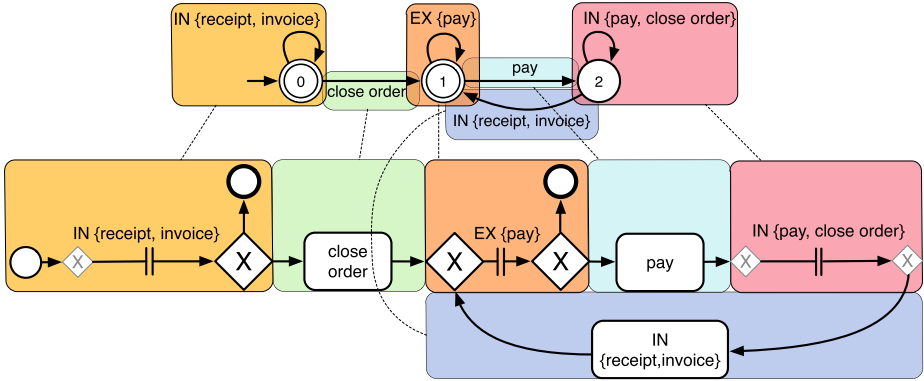 IN {receipt, invoice}
EX {pay}
IN {pay, close order}
0
close order
1
pay
2
IN {receipt, invoice}
IN {receipt, invoice}
X
X
close
order
X
EX {pay}
X
pay
IN {pay, close order}
X
X
IN
{receipt,invoice}